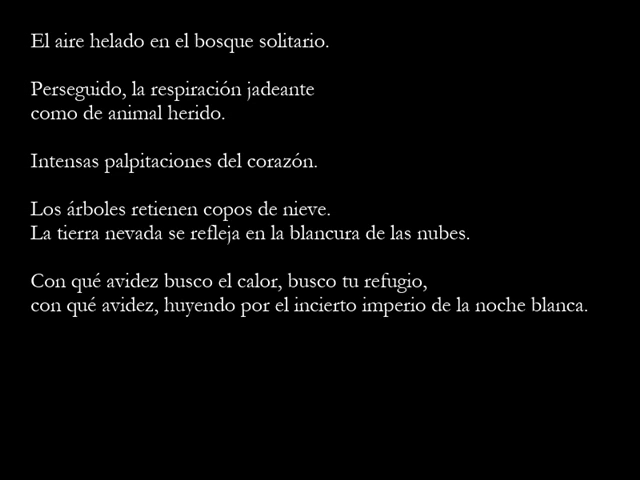 El aire helado en el bosque solitario.
Perseguido, la respiración jadeante
como de animal herido.
Intensas palpitaciones del corazón.
Los árboles retienen copos de nieve.
La tierra nevada se refleja en la blancura de las nubes.
Con qué avidez busco el calor, busco tu refugio,
con qué avidez, huyendo por el incierto imperio de la noche blanca.